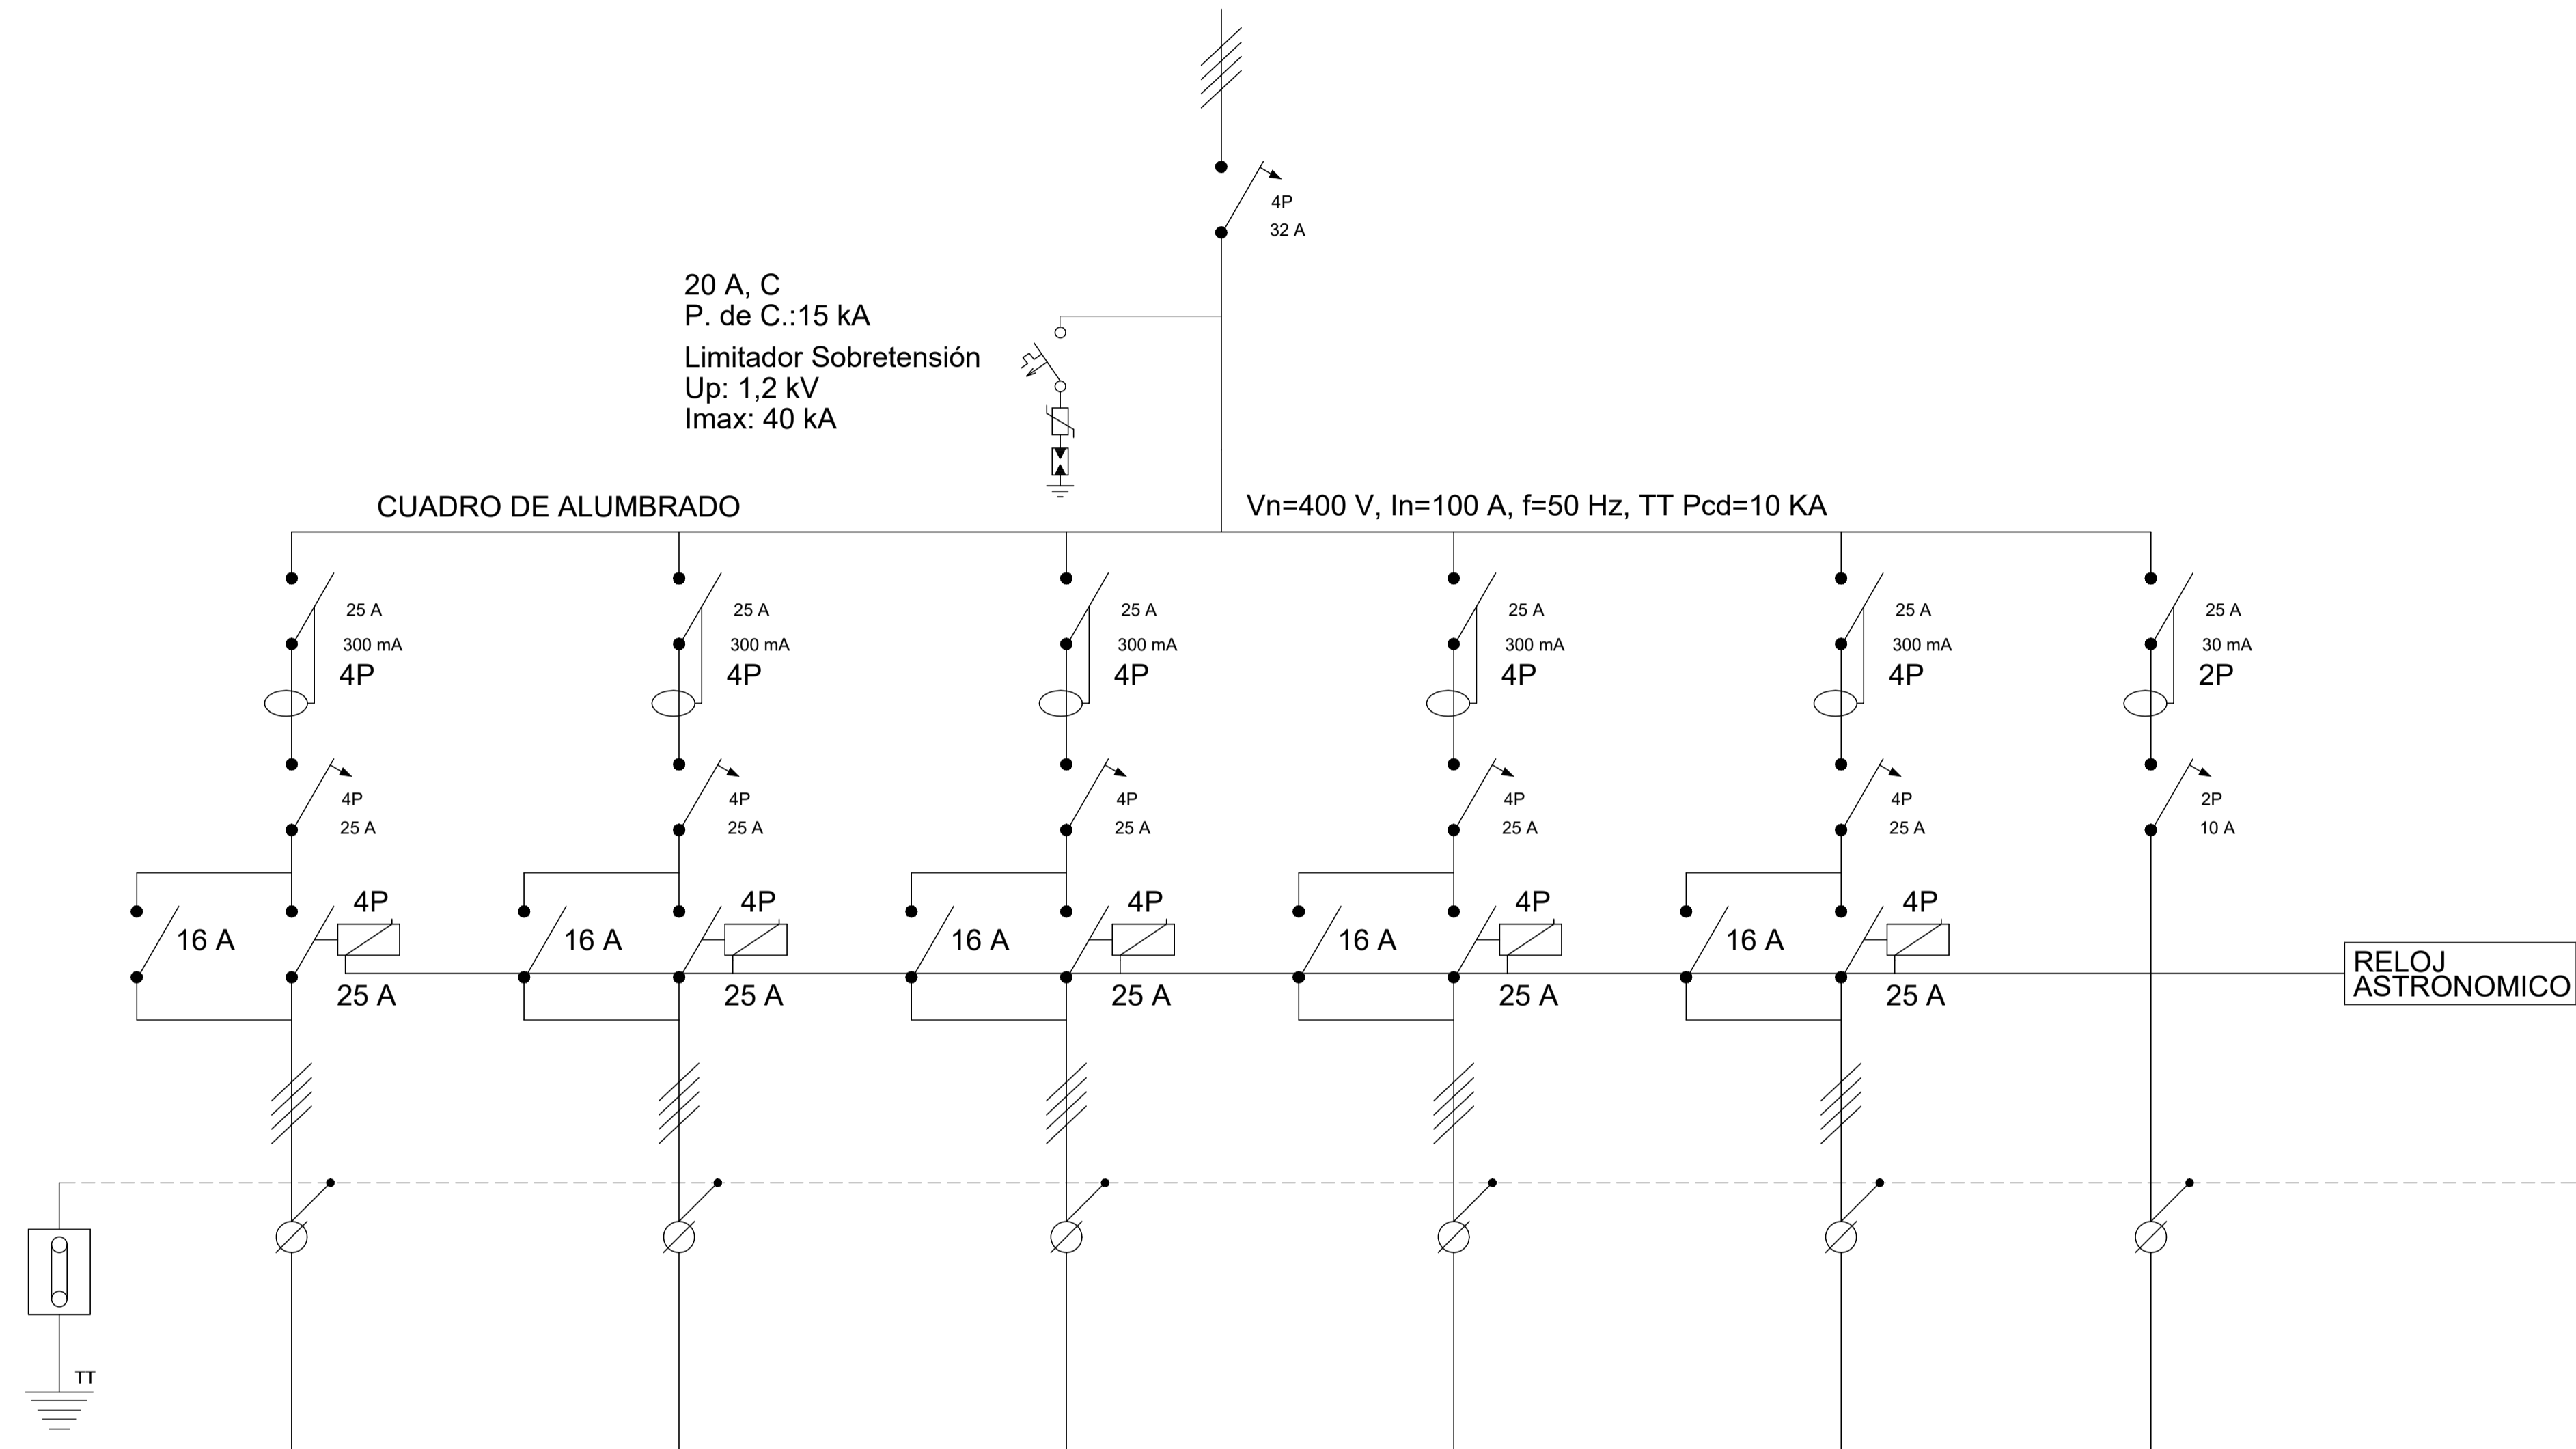 4P
32 A
20 A, C
P. de C.:15 kA
Limitador Sobretensión
Up: 1,2 kV
Imax: 40 kA
CUADRO DE ALUMBRADO
Vn=400 V, In=100 A, f=50 Hz, TT Pcd=10 KA
25 A
300 mA
4P
25 A
300 mA
4P
25 A
300 mA
4P
25 A
300 mA
4P
25 A
300 mA
4P
25 A
30 mA
2P
4P
25 A
4P
25 A
4P
25 A
4P
25 A
4P
25 A
2P
10 A
16 A
4P
25 A
16 A
4P
25 A
16 A
4P
25 A
16 A
4P
25 A
16 A
4P
25 A
RELOJ
ASTRONOMICO
TT